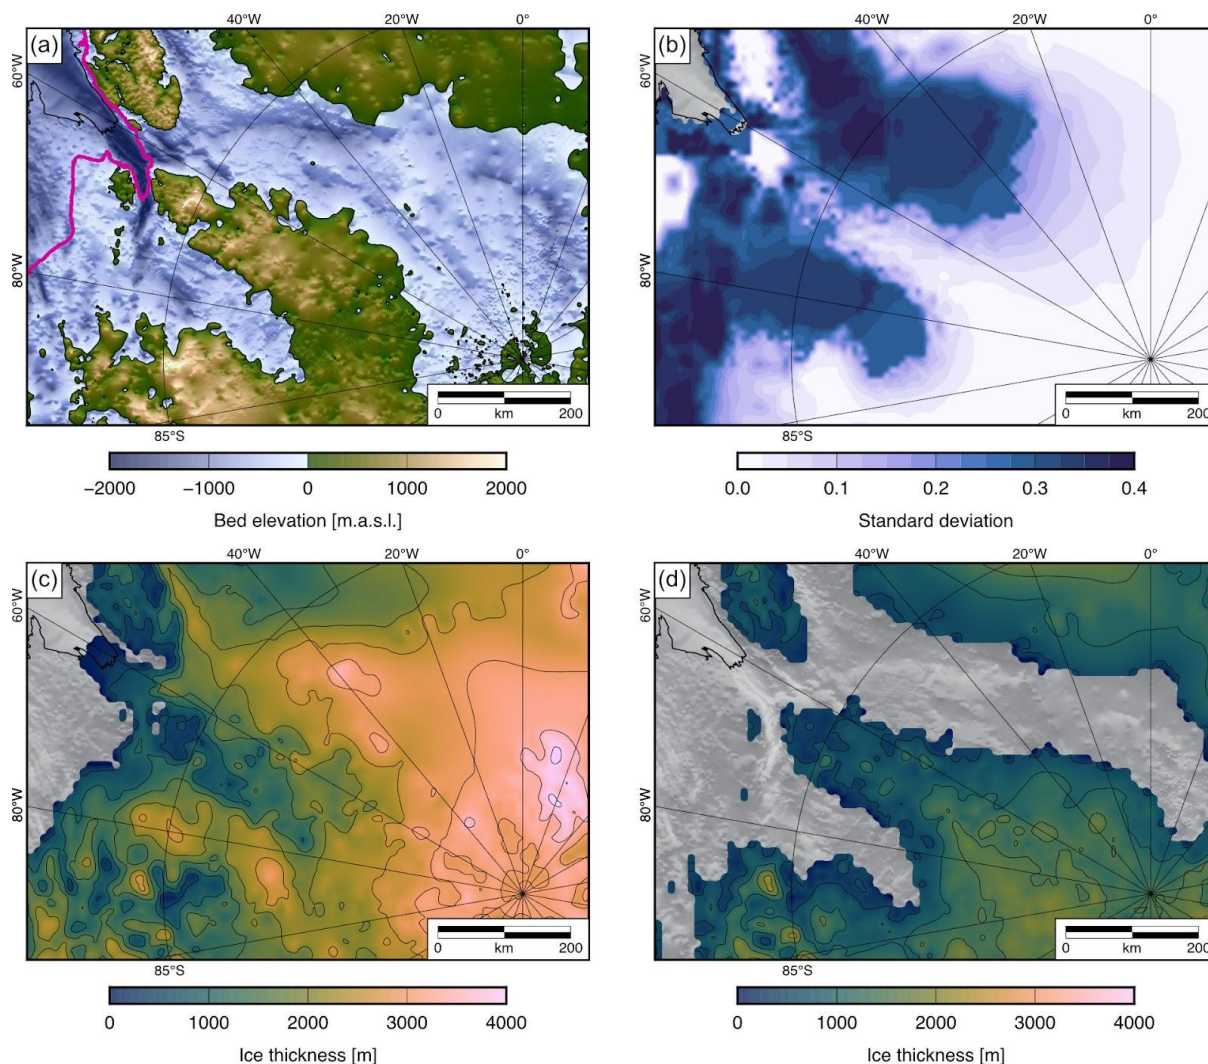 (a)
40°W 20°W 0°
60°W
80°W
85°S
0 km 200
−2000 −1000 0 1000 2000
Bed elevation [m.a.s.l.]
(b)
40°W 20°W 0°
60°W
80°W
85°S
0 km 200
0.0 0.1 0.2 0.3 0.4
Standard deviation
(c)
40°W 20°W 0°
60°W
80°W
85°S
0 km 200
0 1000 2000 3000 4000
Ice thickness [m]
(d)
40°W 20°W 0°
60°W
80°W
85°S
0 km 200
0 1000 2000 3000 4000
Ice thickness [m]